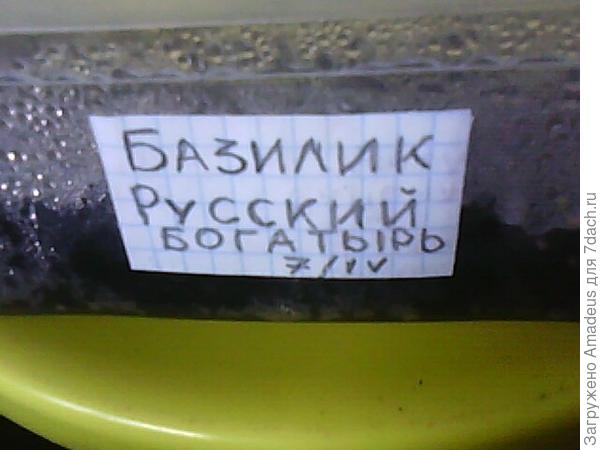 БАЗИЛИК
РУССКИЙ
БОГАТЫРЬ
7/IV
Загружено Amadeus для 7dach.ru